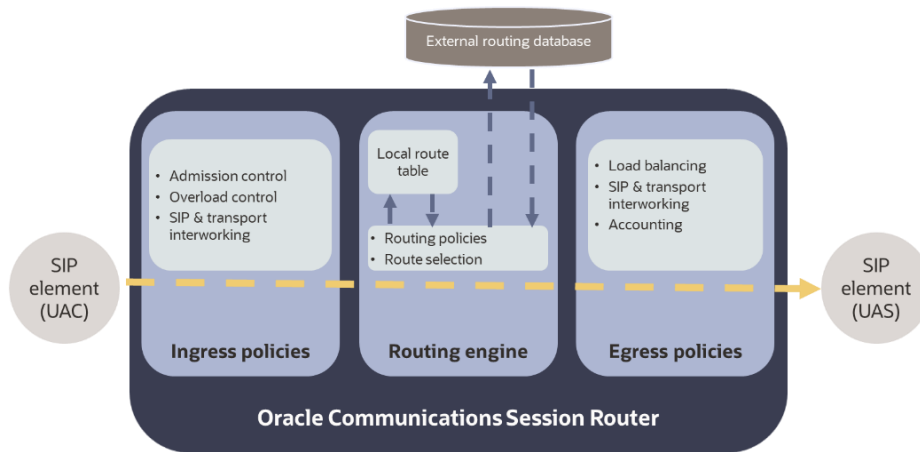 External routing database
• Admission control
• Overload control
• SIP & transport
interworking
Local route
table
• Routing policies
• Route selection
• Load balancing
• SIP & transport
interworking
• Accounting
SIP
element
(UAC)
SIP
element
(UAS)
Ingress policies
Routing engine
Egress policies
Oracle Communications Session Router